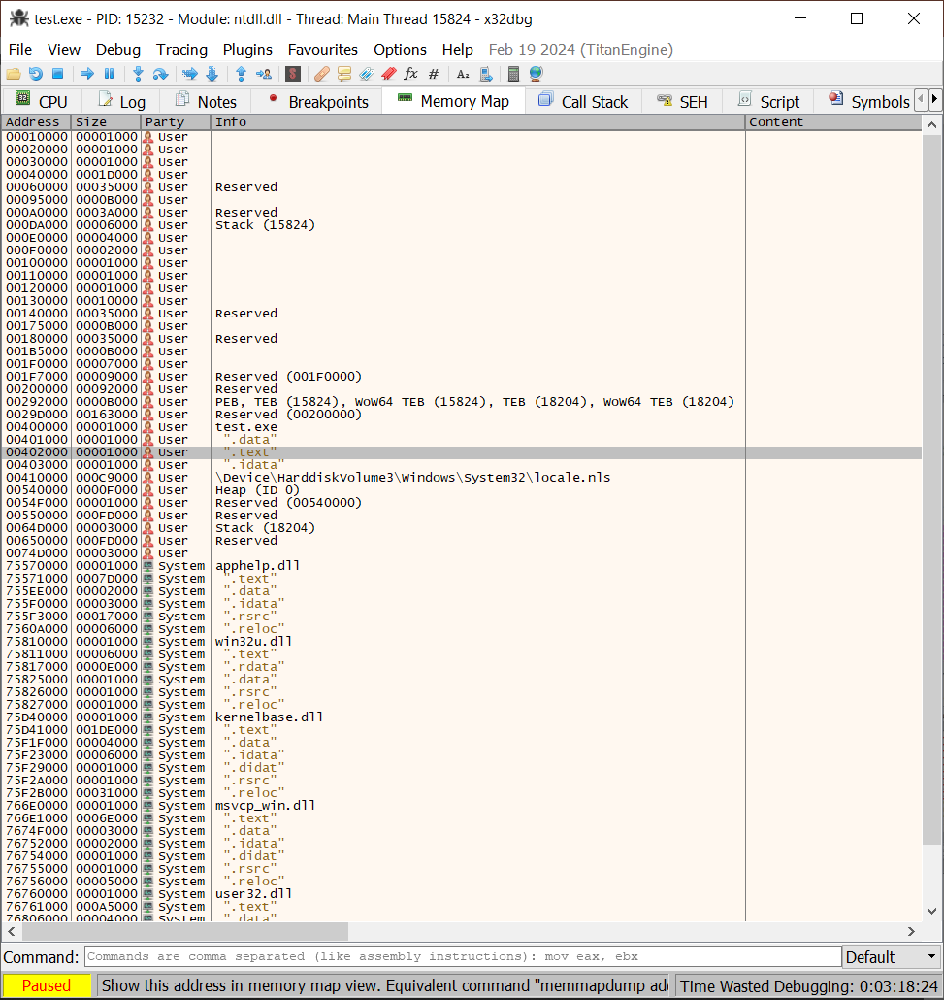 test.exe - PID: 15232 - Module: ntdll.dll - Thread: Main Thread 15824 - x32dbg
File View Debug Tracing Plugins Favourites Options Help Feb 19 2024 (TitanEngine)
CPU Log Notes Breakpoints Memory Map Call Stack SEH Script Symbols
Address Size Party Info Content
00010000 00001000 User
00020000 00001000 User
00030000 00001000 User
00040000 0001D000 User
00060000 00035000 User Reserved
00095000 0000B000 User
000A0000 0003A000 User Reserved
000DA000 00006000 User Stack (15824)
000E0000 00004000 User
000F0000 00002000 User
00100000 00001000 User
00110000 00001000 User
00120000 00001000 User
00130000 00010000 User
00140000 00035000 User Reserved
00175000 0000B000 User
00180000 00035000 User Reserved
001B5000 0000B000 User
001F0000 00007000 User
001F7000 00009000 User Reserved (001F0000)
00200000 00092000 User Reserved
00292000 0000B000 User PEB, TEB (15824), WoW64 TEB (15824), TEB (18204), WoW64 TEB (18204)
0029D000 00163000 User Reserved (00200000)
00400000 00001000 User test.exe
00401000 00001000 User ".data"
00402000 00001000 User ".text"
00403000 00001000 User ".idata"
00410000 000C9000 User \Device\HarddiskVolume3\Windows\System32\locale.nls
00540000 0000F000 User Heap (ID 0)
0054F000 00001000 User Reserved (00540000)
00550000 000FD000 User Reserved
0064D000 00003000 User Stack (18204)
00650000 000FD000 User Reserved
0074D000 00003000 User
75570000 00001000 System apphelp.dll
75571000 0007D000 System ".text"
755EE000 00002000 System ".data"
755F0000 00003000 System ".idata"
755F3000 00017000 System ".rsrc"
7560A000 00006000 System ".reloc"
75810000 00001000 System win32u.dll
75811000 00006000 System ".text"
75817000 0000E000 System ".rdata"
75825000 00001000 System ".data"
75826000 00001000 System ".rsrc"
75827000 00001000 System ".reloc"
75D40000 00001000 System kernelbase.dll
75D41000 001DE000 System ".text"
75F1F000 00004000 System ".data"
75F23000 00006000 System ".idata"
75F29000 00001000 System ".didat"
75F2A000 00001000 System ".rsrc"
75F2B000 00031000 System ".reloc"
766E0000 00001000 System msvcp_win.dll
766E1000 0006E000 System ".text"
7674F000 00003000 System ".data"
76752000 00002000 System ".idata"
76754000 00001000 System ".didat"
76755000 00001000 System ".rsrc"
76756000 00005000 System ".reloc"
76760000 00001000 System user32.dll
76761000 000A5000 System ".text"
76806000 00004000 System ".data"
Command: Commands are comma separated (like assembly instructions): mov eax, ebx Default
Paused Show this address in memory map view. Equivalent command "memmapdump ad Time Wasted Debugging: 0:03:18:24